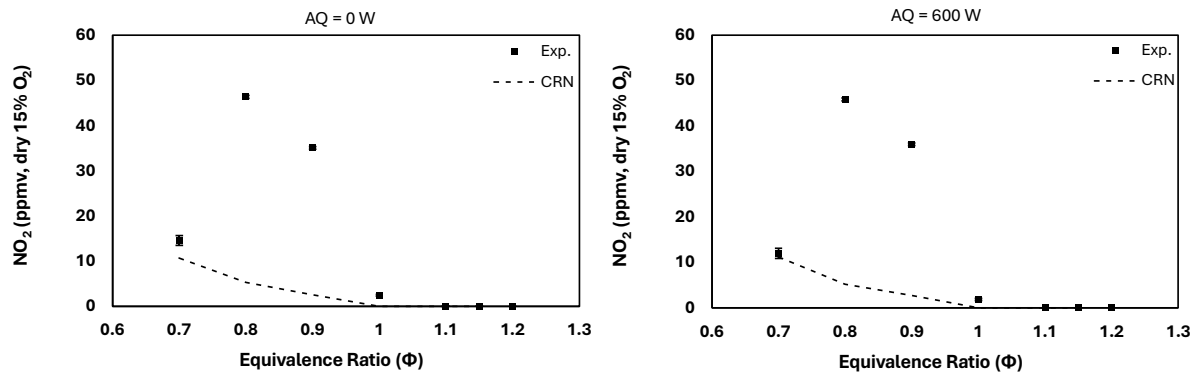 AQ = 0 W
NO₂ (ppmv, dry 15% O₂)
60
50
40
30
20
10
0
Exp.
CRN
0.6 0.7 0.8 0.9 1 1.1 1.2 1.3
Equivalence Ratio (Φ)
AQ = 600 W
NO₂ (ppmv, dry 15% O₂)
60
50
40
30
20
10
0
Exp.
CRN
0.6 0.7 0.8 0.9 1 1.1 1.2 1.3
Equivalence Ratio (Φ)